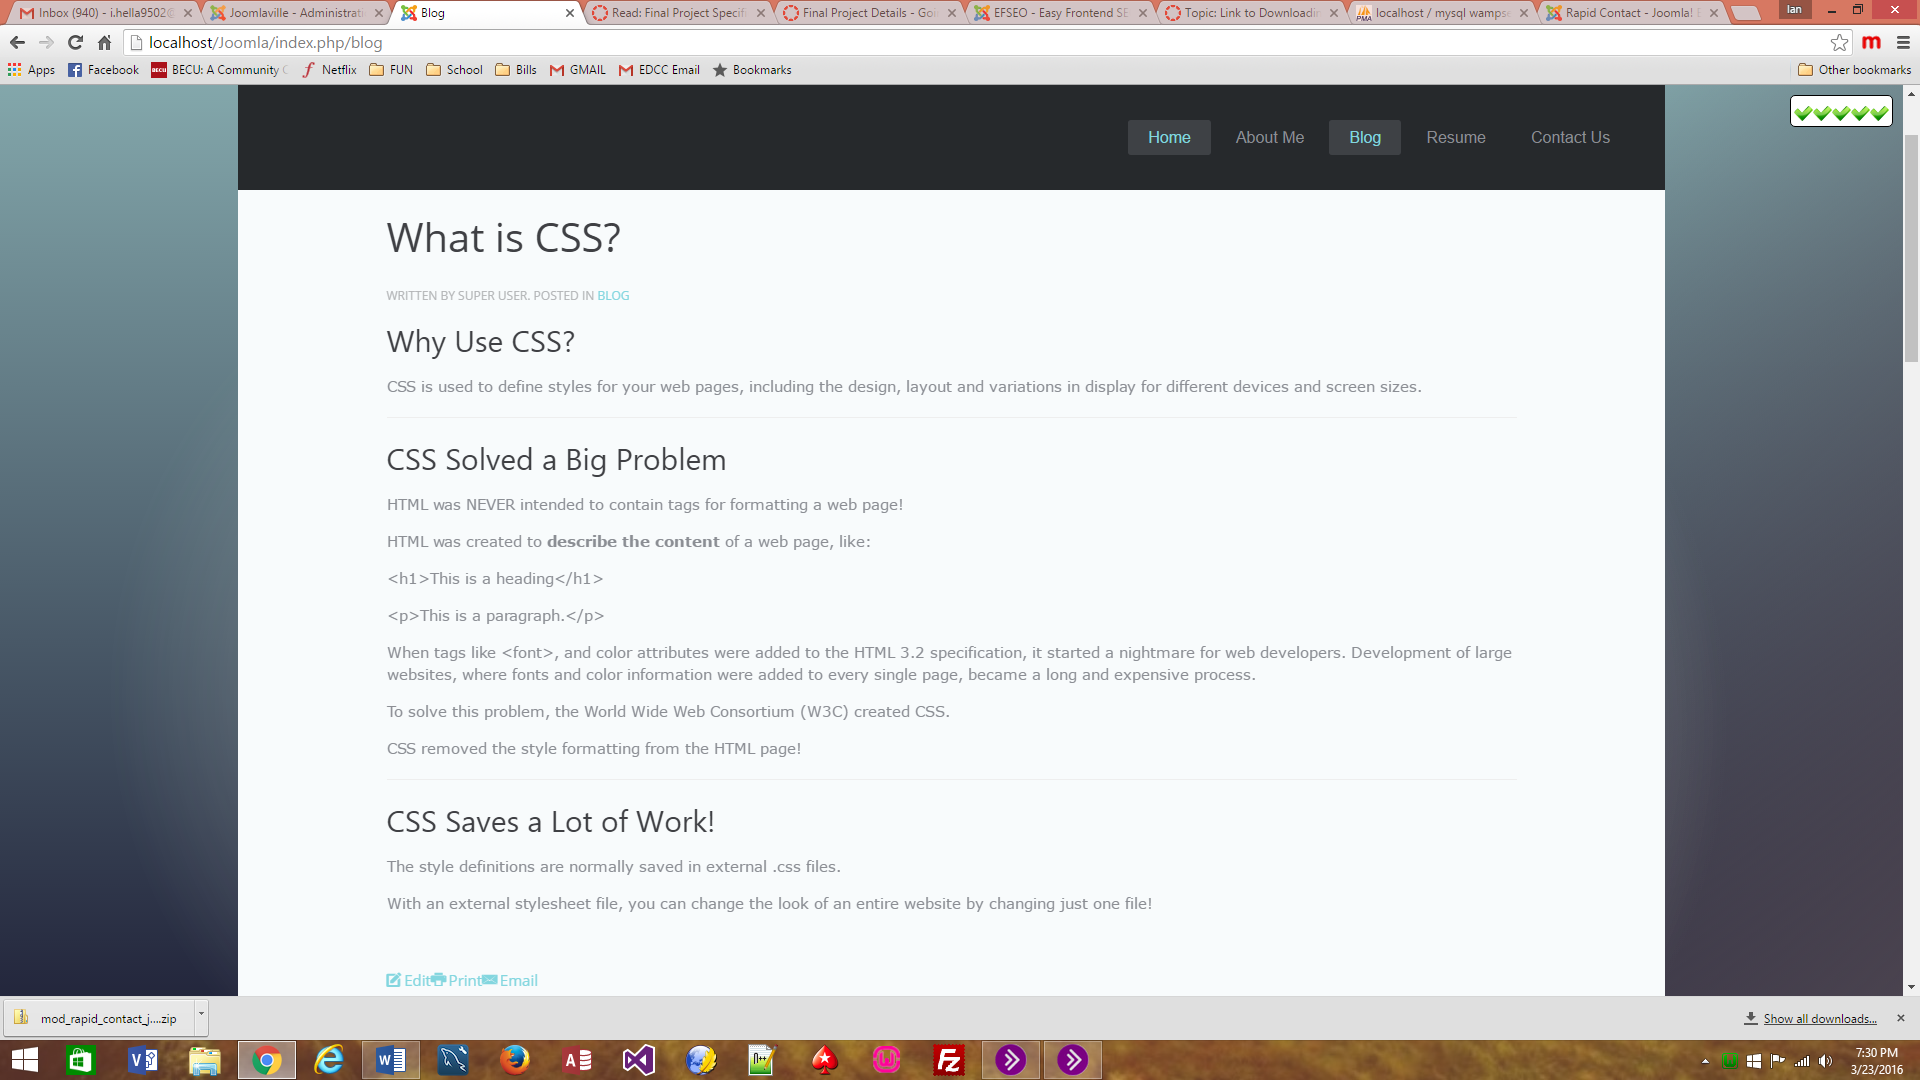 Inbox (940) - i.hella9502@
Joomlaville - Administrati
Blog
Read: Final Project Specifi
Final Project Details - Goi
EFSEO - Easy Frontend SE
Topic: Link to Downloadin
localhost / mysql wampse
Rapid Contact - Joomla! E
Ian
localhost/Joomla/index.php/blog
Apps
Facebook
BECU: A Community C
Netflix
FUN
School
Bills
GMAIL
EDCC Email
Bookmarks
Other bookmarks
Home
About Me
Blog
Resume
Contact Us
What is CSS?
WRITTEN BY SUPER USER. POSTED IN BLOG
Why Use CSS?
CSS is used to define styles for your web pages, including the design, layout and variations in display for different devices and screen sizes.
CSS Solved a Big Problem
HTML was NEVER intended to contain tags for formatting a web page!
HTML was created to describe the content of a web page, like:
<h1>This is a heading</h1>
<p>This is a paragraph.</p>
When tags like <font>, and color attributes were added to the HTML 3.2 specification, it started a nightmare for web developers. Development of large
websites, where fonts and color information were added to every single page, became a long and expensive process.
To solve this problem, the World Wide Web Consortium (W3C) created CSS.
CSS removed the style formatting from the HTML page!
CSS Saves a Lot of Work!
The style definitions are normally saved in external .css files.
With an external stylesheet file, you can change the look of an entire website by changing just one file!
Edit Print Email
mod_rapid_contact_j....zip
Show all downloads...
7:30 PM
3/23/2016